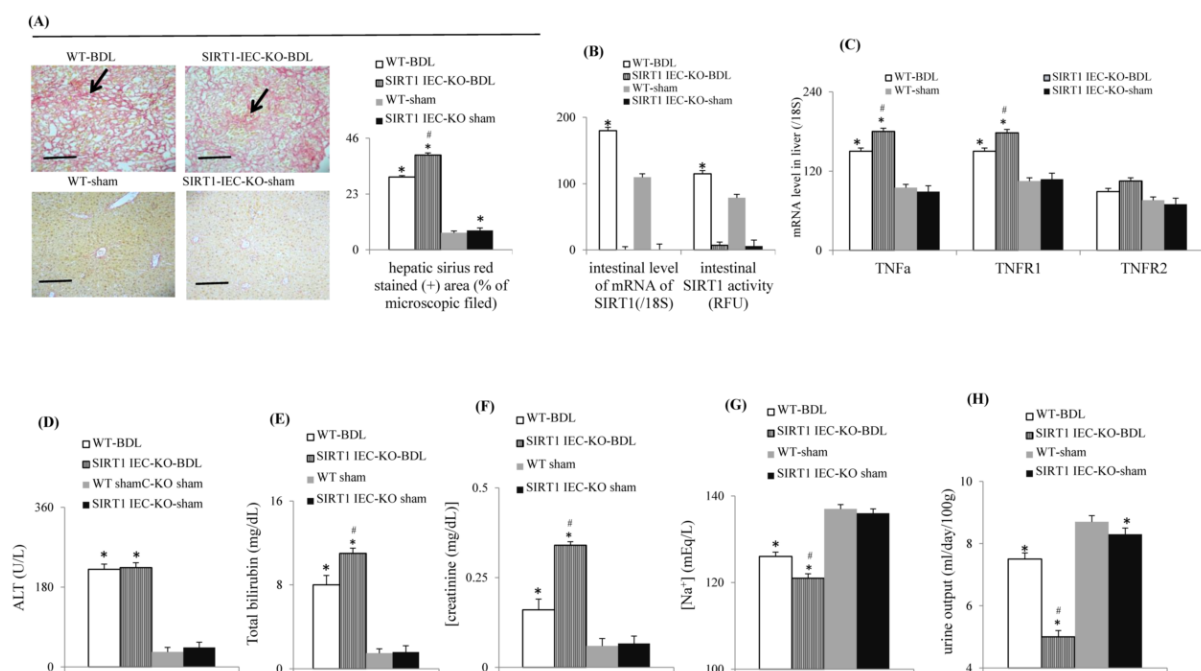 (A)
WT-BDL
SIRT1-IEC-KO-BDL
WT-sham
SIRT1-IEC-KO-sham
WT-BDL
SIRT1 IEC-KO-BDL
WT-sham
SIRT1 IEC-KO sham
46
23
0
*
#
*
*
hepatic sirius red
stained (+) area (% of
microscopic filed)
(B)
WT-BDL
SIRT1 IEC-KO-BDL
WT-sham
SIRT1 IEC-KO-sham
200
100
0
*
*
intestinal level
of mRNA of
SIRT1(/18S)
intestinal
SIRT1 activity
(RFU)
(C)
WT-BDL
SIRT1 IEC-KO-BDL
WT-sham
SIRT1 IEC-KO-sham
mRNA level in liver (/18S)
240
160
80
0
*
#
*
*
#
*
TNFa
TNFR1
TNFR2
(D)
WT-BDL
SIRT1 IEC-KO-BDL
WT shamC-KO sham
SIRT1 IEC-KO-sham
ALT (U/L)
360
180
0
*
*
(E)
WT-BDL
SIRT1 IEC-KO-BDL
WT sham
SIRT1 IEC-KO sham
Total bilirubin (mg/dL)
16
8
0
*
#
*
(F)
WT-BDL
SIRT1 IEC-KO-BDL
WT sham
SIRT1 IEC-KO sham
[creatinine (mg/dL)]
0.5
0.25
0
*
#
*
(G)
WT-BDL
SIRT1 IEC-KO-BDL
WT-sham
SIRT1 IEC-KO sham
[Na⁺] (mEq/L)
140
120
100
*
#
*
(H)
WT-BDL
SIRT1 IEC-KO-BDL
WT-sham
SIRT1 IEC-KO-sham
urine output (ml/day/100g)
10
8
6
4
*
#
*
*